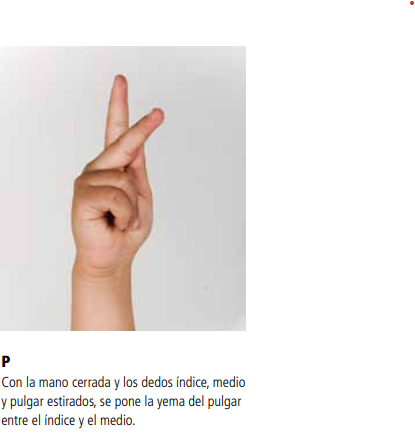 P
Con la mano cerrada y los dedos índice, medio
y pulgar estirados, se pone la yema del pulgar
entre el índice y el medio.